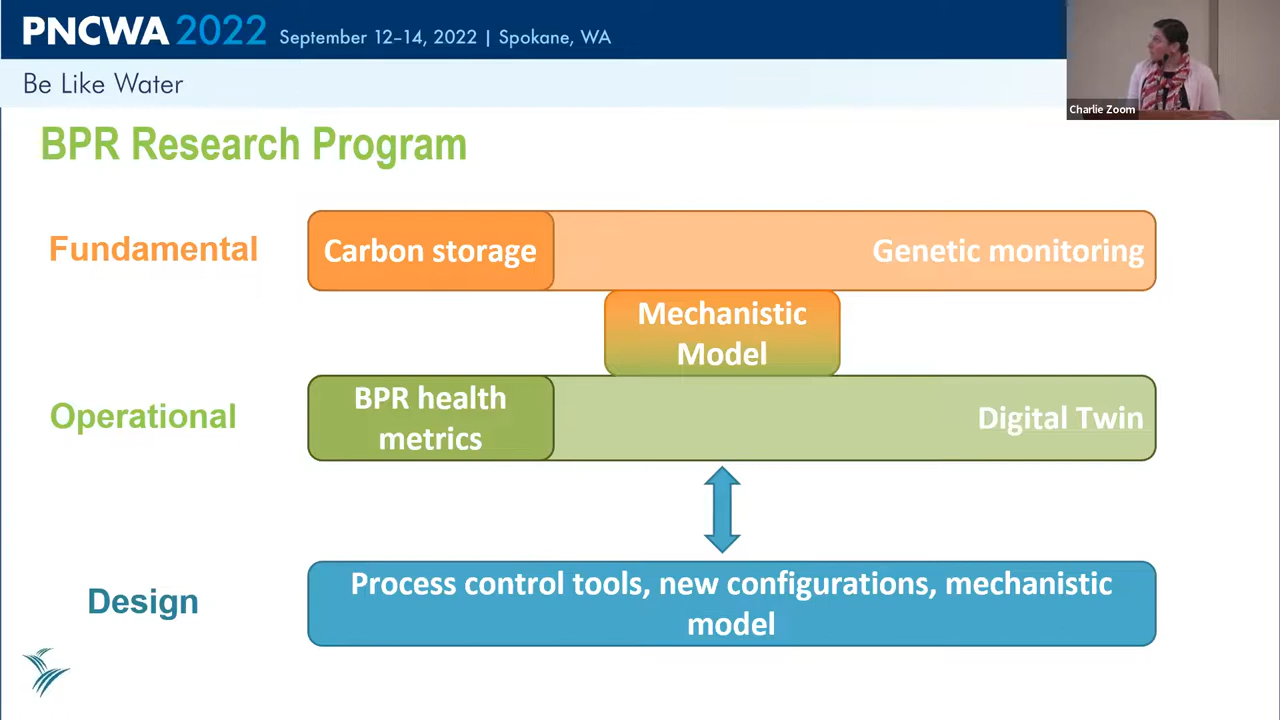 PNCWA 2022 September 12–14, 2022 | Spokane, WA
Be Like Water
Charlie Zoom
BPR Research Program
Fundamental
Carbon storage
Genetic monitoring
Mechanistic
Model
Operational
BPR health
metrics
Digital Twin
Design
Process control tools, new configurations, mechanistic
model